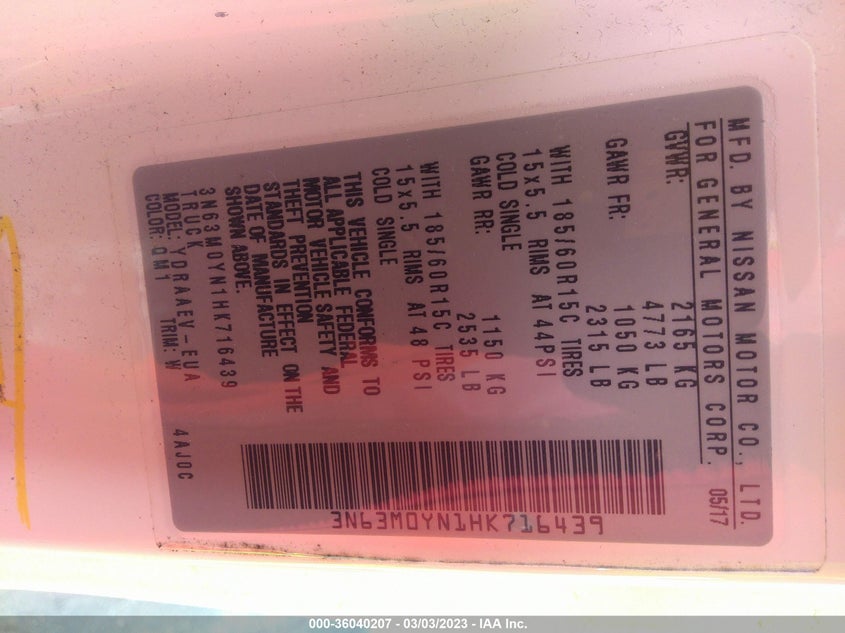 MFD. BY NISSAN MOTOR CO., LTD.
FOR GENERAL MOTORS CORP. 05/17
GVWR: 2165 KG
4773 LB
GAWR FR: 1050 KG
2315 LB
WITH 185/60R15C TIRES
15x5.5 RIMS AT 44PSI
COLD SINGLE
GAWR RR: 1150 KG
2535 LB
WITH 185/60R15C TIRES
15x5.5 RIMS AT 48 PSI
COLD SINGLE
THIS VEHICLE CONFORMS TO
ALL APPLICABLE FEDERAL
MOTOR VEHICLE SAFETY AND
THEFT PREVENTION
STANDARDS IN EFFECT ON THE
DATE OF MANUFACTURE
SHOWN ABOVE.
3N63M0YN1HK716439
TRUCK
MODEL: YDRAAEV-EUA
COLOR: QM1 TRIM: W 4AJ0C
3N63M0YN1HK716439
000-36040207 - 03/03/2023 - IAA Inc.